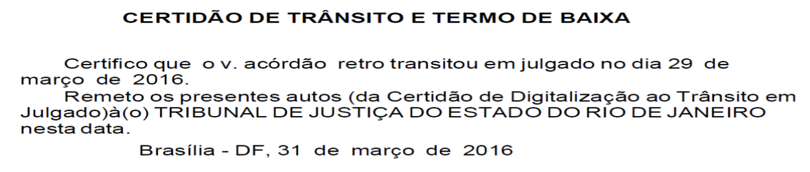 CERTIDÃO DE TRÂNSITO E TERMO DE BAIXA
Certifico que o v. acórdão retro transitou em julgado no dia 29 de
março de 2016.
Remeto os presentes autos (da Certidão de Digitalização ao Trânsito em
Julgado)à(o) TRIBUNAL DE JUSTIÇA DO ESTADO DO RIO DE JANEIRO
nesta data.
Brasília - DF, 31 de março de 2016